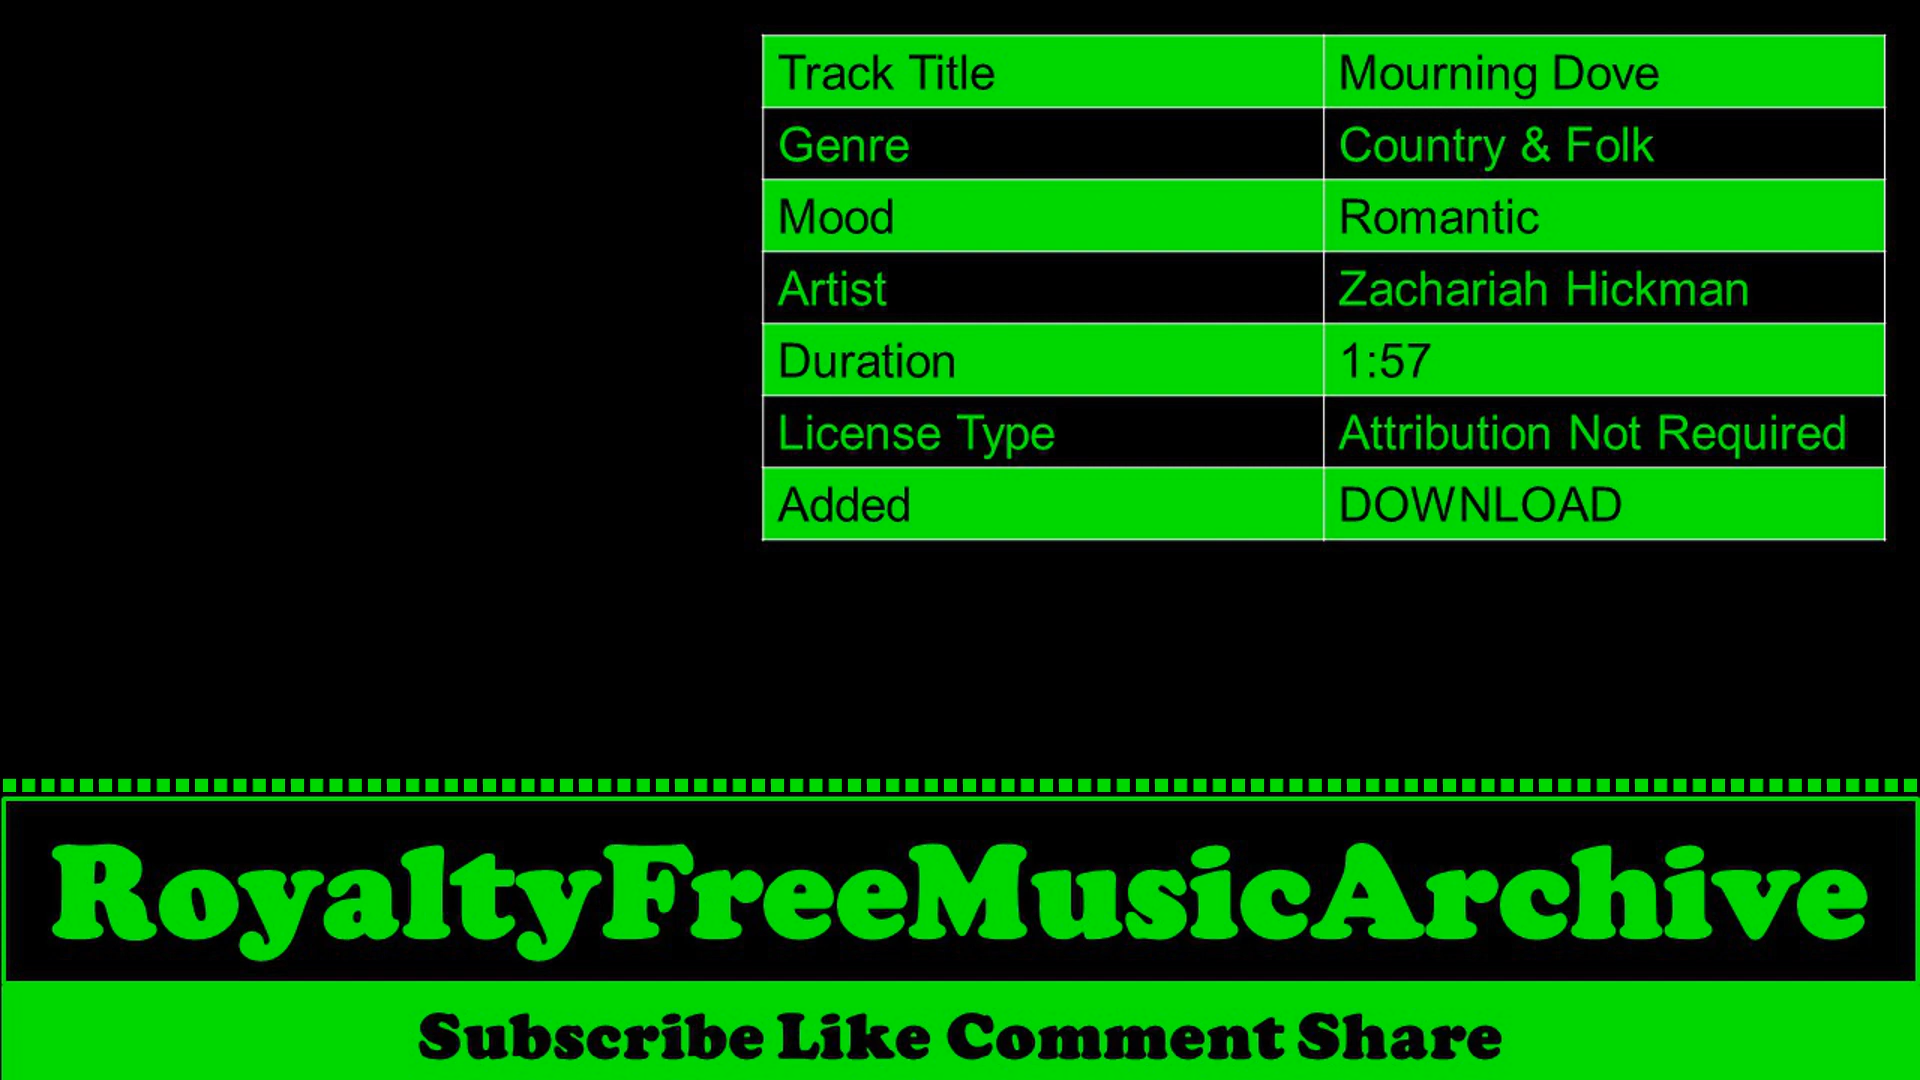 Track Title Mourning Dove
Genre Country & Folk
Mood Romantic
Artist Zachariah Hickman
Duration 1:57
License Type Attribution Not Required
Added DOWNLOAD
RoyaltyFreeMusicArchive
Subscribe Like Comment Share